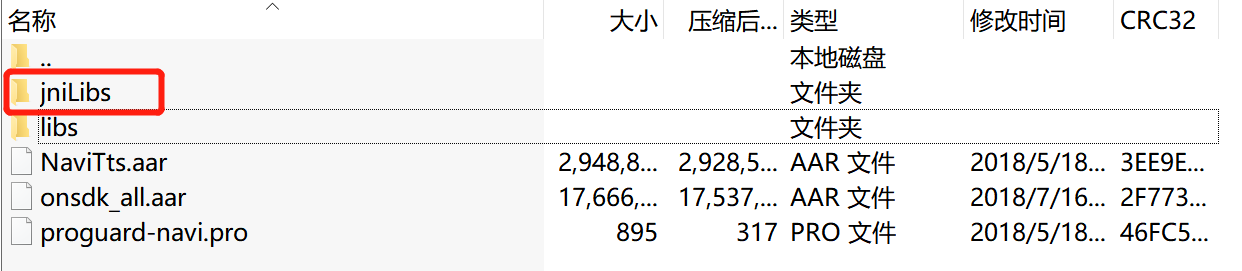 名称 大小 压缩后... 类型 修改时间 CRC32
.. 本地磁盘
jniLibs 文件夹
libs 文件夹
NaviTts.aar 2,948,8... 2,928,5... AAR 文件 2018/5/18... 3EE9E...
onsdk_all.aar 17,666,... 17,537,... AAR 文件 2018/7/16... 2F773...
proguard-navi.pro 895 317 PRO 文件 2018/5/18... 46FC5...